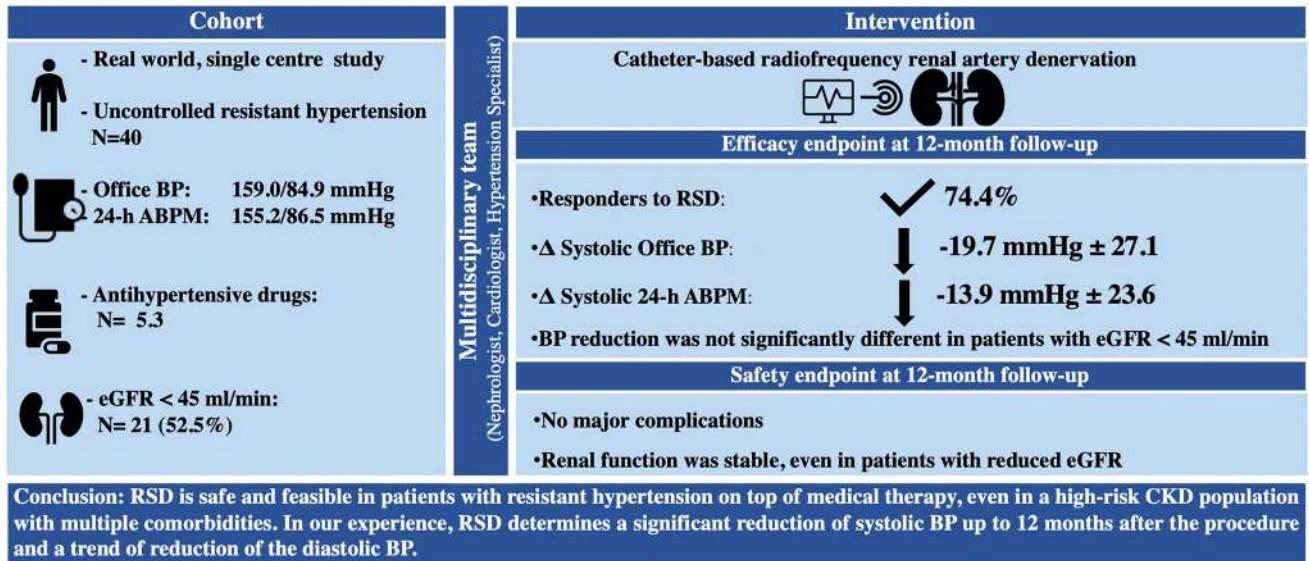 Cohort
- Real world, single centre study
- Uncontrolled resistant hypertension
N=40
- Office BP: 159.0/84.9 mmHg
- 24-h ABPM: 155.2/86.5 mmHg
- Antihypertensive drugs:
N= 5.3
- eGFR < 45 ml/min:
N= 21 (52.5%)
Multidisciplinary team
(Nephrologist, Cardiologist, Hypertension Specialist)
Intervention
Catheter-based radiofrequency renal artery denervation
Efficacy endpoint at 12-month follow-up
•Responders to RSD: 74.4%
•Δ Systolic Office BP: -19.7 mmHg ± 27.1
•Δ Systolic 24-h ABPM: -13.9 mmHg ± 23.6
•BP reduction was not significantly different in patients with eGFR < 45 ml/min
Safety endpoint at 12-month follow-up
•No major complications
•Renal function was stable, even in patients with reduced eGFR
Conclusion: RSD is safe and feasible in patients with resistant hypertension on top of medical therapy, even in a high-risk CKD population
with multiple comorbidities. In our experience, RSD determines a significant reduction of systolic BP up to 12 months after the procedure
and a trend of reduction of the diastolic BP.